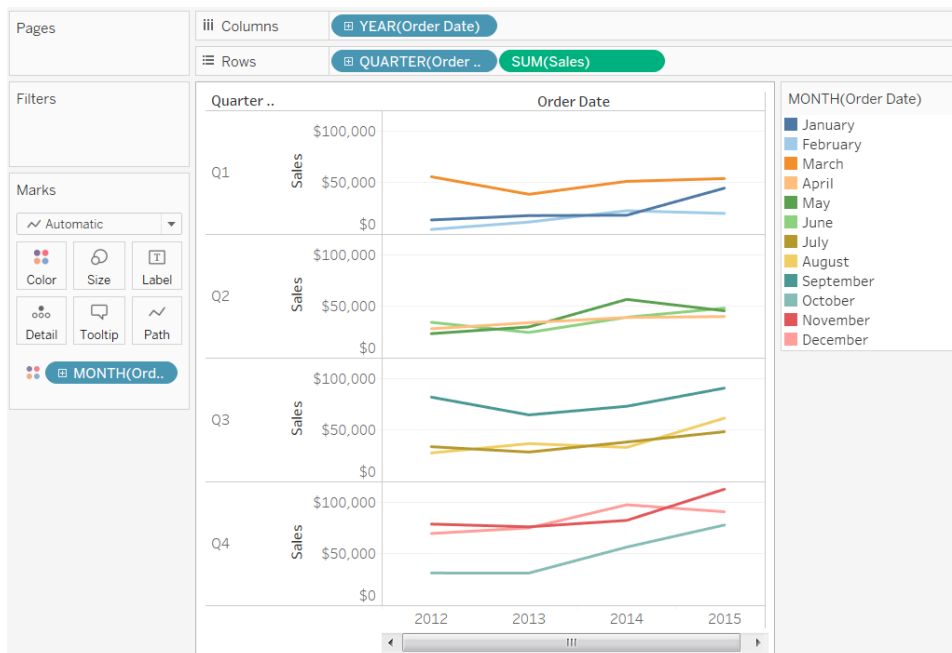 Pages
Columns
YEAR(Order Date)
Rows
QUARTER(Order ..
SUM(Sales)
Filters
Marks
Automatic
Color
Size
Label
Detail
Tooltip
Path
MONTH(Ord..
Quarter ..
Order Date
Q1
Sales
$100,000
$50,000
$0
Q2
Sales
$100,000
$50,000
$0
Q3
Sales
$100,000
$50,000
$0
Q4
Sales
$100,000
$50,000
$0
2012 2013 2014 2015
MONTH(Order Date)
January
February
March
April
May
June
July
August
September
October
November
December